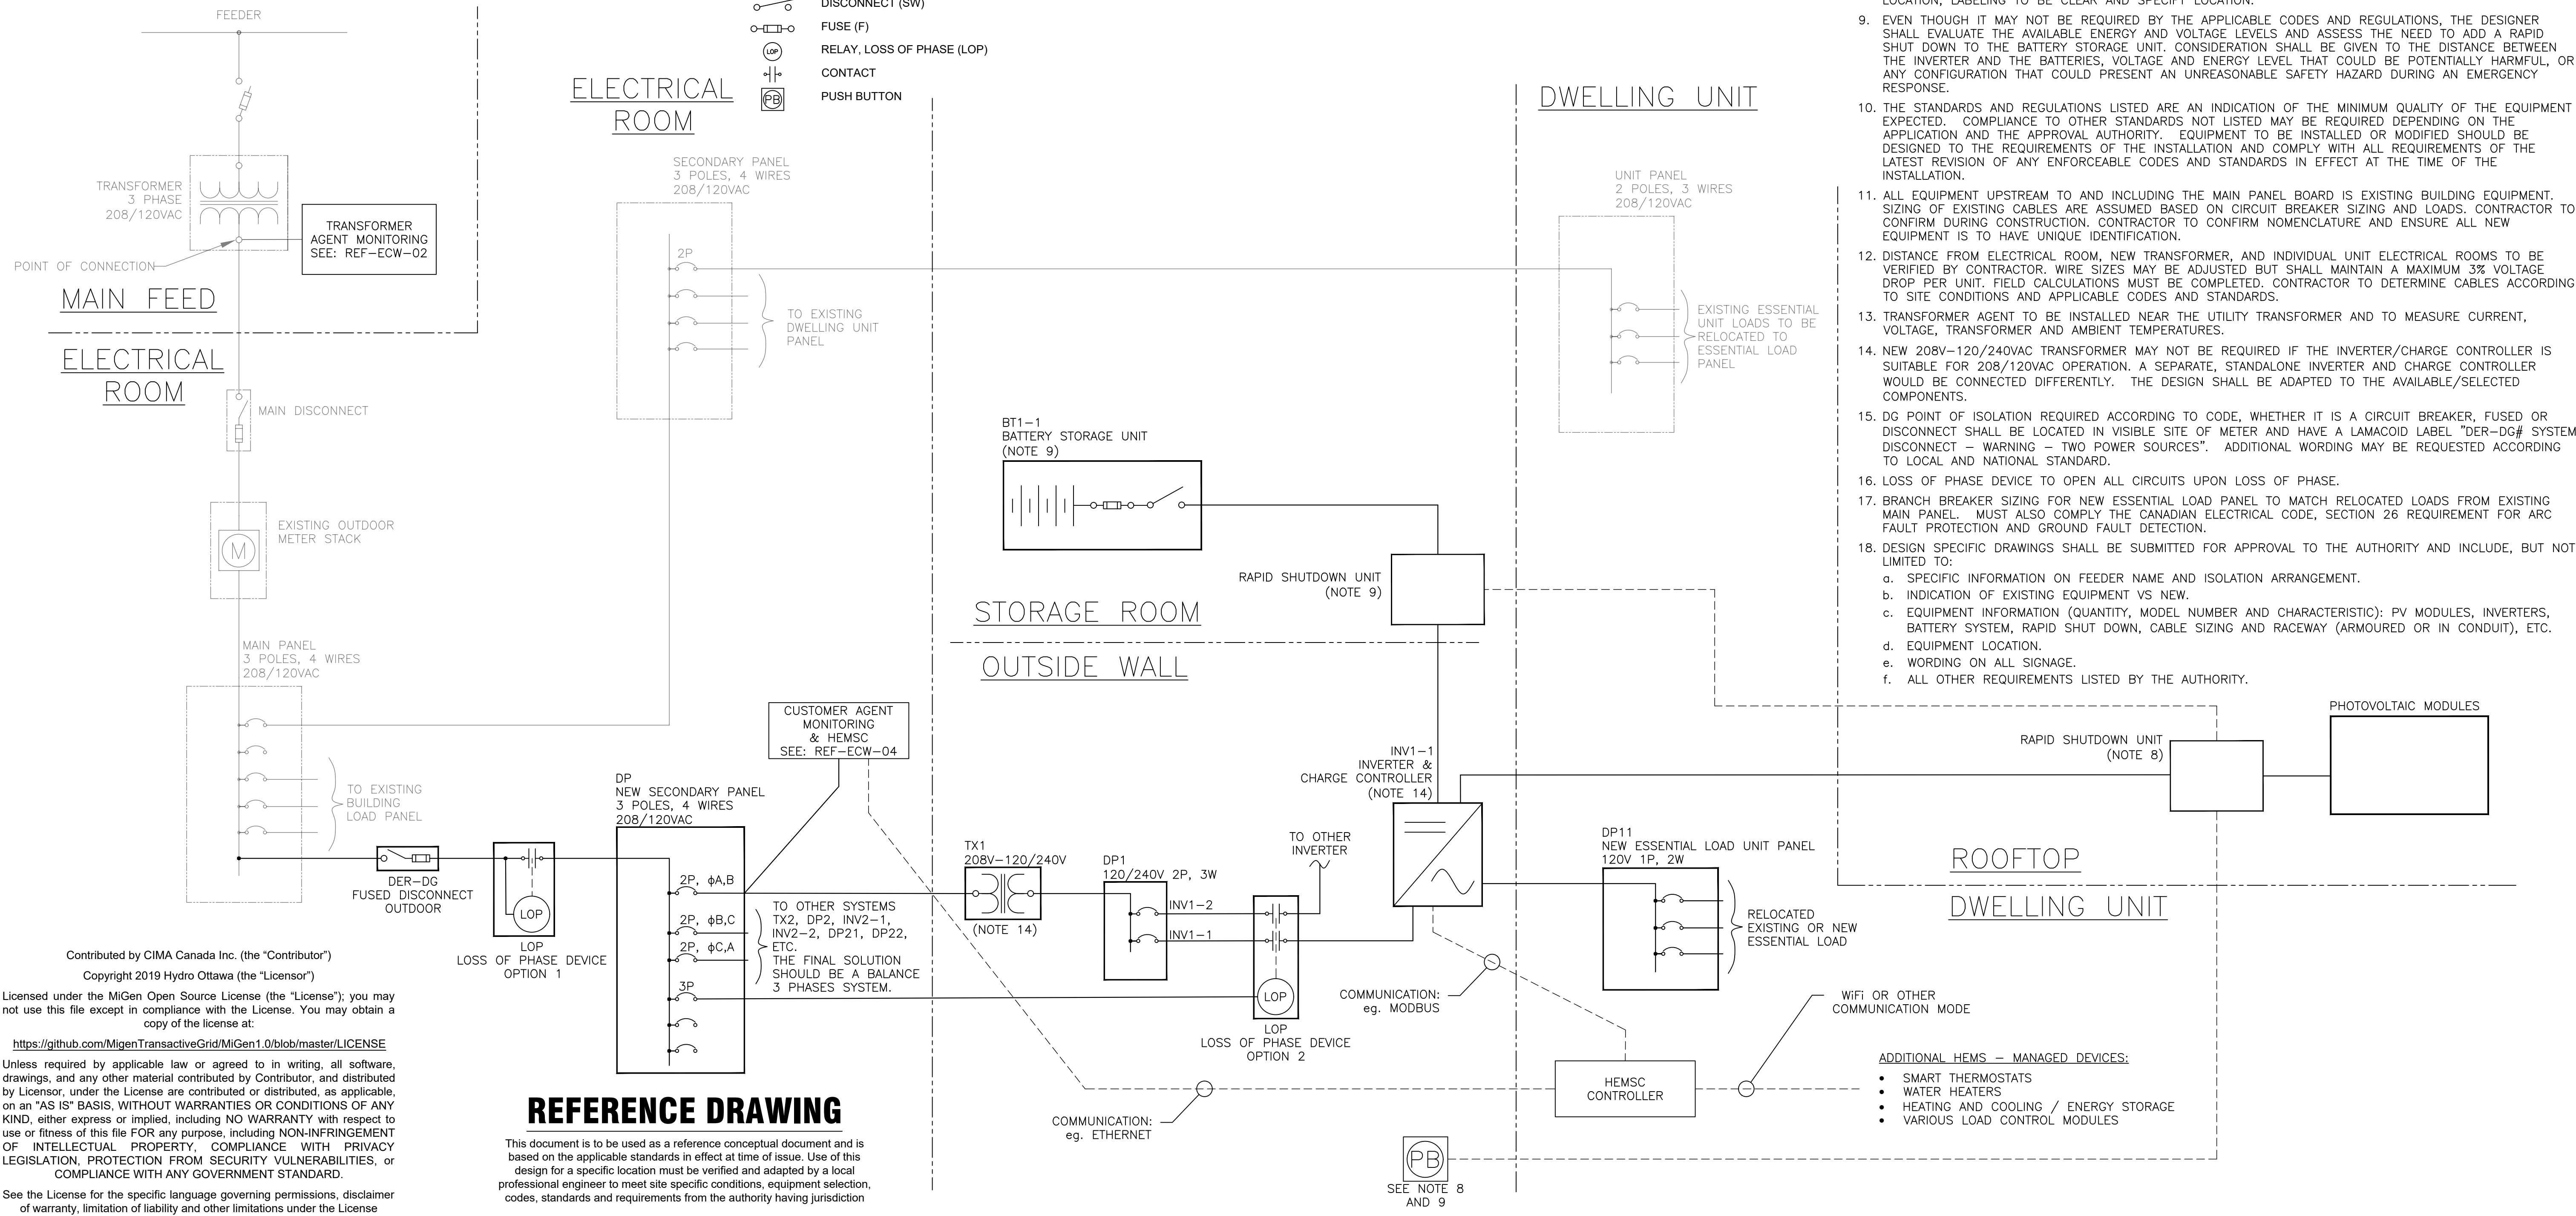 FEEDER
TRANSFORMER
3 PHASE
208/120VAC
TRANSFORMER
AGENT MONITORING
SEE: REF-ECW-02
POINT OF CONNECTION
MAIN FEED
ELECTRICAL
ROOM
MAIN DISCONNECT
EXISTING OUTDOOR
METER STACK
M
MAIN PANEL
3 POLES, 4 WIRES
208/120VAC
TO EXISTING
BUILDING
LOAD PANEL
DISCONNECT (SW)
FUSE (F)
LOP
RELAY, LOSS OF PHASE (LOP)
CONTACT
PB
PUSH BUTTON
ELECTRICAL
ROOM
SECONDARY PANEL
3 POLES, 4 WIRES
208/120VAC
2P
TO EXISTING
DWELLING UNIT
PANEL
DWELLING UNIT
UNIT PANEL
2 POLES, 3 WIRES
208/120VAC
EXISTING ESSENTIAL
UNIT LOADS TO BE
RELOCATED TO
ESSENTIAL LOAD
PANEL
BT1-1
BATTERY STORAGE UNIT
(NOTE 9)
RAPID SHUTDOWN UNIT
(NOTE 9)
STORAGE ROOM
OUTSIDE WALL
CUSTOMER AGENT
MONITORING
& HEMSC
SEE: REF-ECW-04
DER-DG
FUSED DISCONNECT
OUTDOOR
LOP
LOP
LOSS OF PHASE DEVICE
OPTION 1
DP
NEW SECONDARY PANEL
3 POLES, 4 WIRES
208/120VAC
2P, ϕA,B
2P, ϕB,C
2P, ϕC,A
3P
TO OTHER SYSTEMS
TX2, DP2, INV2-1,
INV2-2, DP21, DP22,
ETC.
THE FINAL SOLUTION
SHOULD BE A BALANCE
3 PHASES SYSTEM.
TX1
208V-120/240V
(NOTE 14)
DP1
120/240V 2P, 3W
INV1-2
INV1-1
TO OTHER
INVERTER
LOP
LOP
LOSS OF PHASE DEVICE
OPTION 2
INV1-1
INVERTER &
CHARGE CONTROLLER
(NOTE 14)
DP11
NEW ESSENTIAL LOAD UNIT PANEL
120V 1P, 2W
RELOCATED
EXISTING OR NEW
ESSENTIAL LOAD
COMMUNICATION:
eg. MODBUS
COMMUNICATION:
eg. ETHERNET
HEMSC
CONTROLLER
WiFi OR OTHER
COMMUNICATION MODE
PB
SEE NOTE 8
AND 9
PHOTOVOLTAIC MODULES
RAPID SHUTDOWN UNIT
(NOTE 8)
ROOFTOP
DWELLING UNIT
ADDITIONAL HEMS - MANAGED DEVICES:
• SMART THERMOSTATS
• WATER HEATERS
• HEATING AND COOLING / ENERGY STORAGE
• VARIOUS LOAD CONTROL MODULES
LOCATION, LABELING TO BE CLEAR AND SPECIFY LOCATION.
9. EVEN THOUGH IT MAY NOT BE REQUIRED BY THE APPLICABLE CODES AND REGULATIONS, THE DESIGNER
SHALL EVALUATE THE AVAILABLE ENERGY AND VOLTAGE LEVELS AND ASSESS THE NEED TO ADD A RAPID
SHUT DOWN TO THE BATTERY STORAGE UNIT. CONSIDERATION SHALL BE GIVEN TO THE DISTANCE BETWEEN
THE INVERTER AND THE BATTERIES, VOLTAGE AND ENERGY LEVEL THAT COULD BE POTENTIALLY HARMFUL, OR
ANY CONFIGURATION THAT COULD PRESENT AN UNREASONABLE SAFETY HAZARD DURING AN EMERGENCY
RESPONSE.
10. THE STANDARDS AND REGULATIONS LISTED ARE AN INDICATION OF THE MINIMUM QUALITY OF THE EQUIPMENT
EXPECTED. COMPLIANCE TO OTHER STANDARDS NOT LISTED MAY BE REQUIRED DEPENDING ON THE
APPLICATION AND THE APPROVAL AUTHORITY. EQUIPMENT TO BE INSTALLED OR MODIFIED SHOULD BE
DESIGNED TO THE REQUIREMENTS OF THE INSTALLATION AND COMPLY WITH ALL REQUIREMENTS OF THE
LATEST REVISION OF ANY ENFORCEABLE CODES AND STANDARDS IN EFFECT AT THE TIME OF THE
INSTALLATION.
11. ALL EQUIPMENT UPSTREAM TO AND INCLUDING THE MAIN PANEL BOARD IS EXISTING BUILDING EQUIPMENT.
SIZING OF EXISTING CABLES ARE ASSUMED BASED ON CIRCUIT BREAKER SIZING AND LOADS. CONTRACTOR TO
CONFIRM DURING CONSTRUCTION. CONTRACTOR TO CONFIRM NOMENCLATURE AND ENSURE ALL NEW
EQUIPMENT IS TO HAVE UNIQUE IDENTIFICATION.
12. DISTANCE FROM ELECTRICAL ROOM, NEW TRANSFORMER, AND INDIVIDUAL UNIT ELECTRICAL ROOMS TO BE
VERIFIED BY CONTRACTOR. WIRE SIZES MAY BE ADJUSTED BUT SHALL MAINTAIN A MAXIMUM 3% VOLTAGE
DROP PER UNIT. FIELD CALCULATIONS MUST BE COMPLETED. CONTRACTOR TO DETERMINE CABLES ACCORDING
TO SITE CONDITIONS AND APPLICABLE CODES AND STANDARDS.
13. TRANSFORMER AGENT TO BE INSTALLED NEAR THE UTILITY TRANSFORMER AND TO MEASURE CURRENT,
VOLTAGE, TRANSFORMER AND AMBIENT TEMPERATURES.
14. NEW 208V-120/240VAC TRANSFORMER MAY NOT BE REQUIRED IF THE INVERTER/CHARGE CONTROLLER IS
SUITABLE FOR 208/120VAC OPERATION. A SEPARATE, STANDALONE INVERTER AND CHARGE CONTROLLER
WOULD BE CONNECTED DIFFERENTLY. THE DESIGN SHALL BE ADAPTED TO THE AVAILABLE/SELECTED
COMPONENTS.
15. DG POINT OF ISOLATION REQUIRED ACCORDING TO CODE, WHETHER IT IS A CIRCUIT BREAKER, FUSED OR
DISCONNECT SHALL BE LOCATED IN VISIBLE SITE OF METER AND HAVE A LAMACOID LABEL "DER-DG# SYSTEM
DISCONNECT - WARNING - TWO POWER SOURCES". ADDITIONAL WORDING MAY BE REQUESTED ACCORDING
TO LOCAL AND NATIONAL STANDARD.
16. LOSS OF PHASE DEVICE TO OPEN ALL CIRCUITS UPON LOSS OF PHASE.
17. BRANCH BREAKER SIZING FOR NEW ESSENTIAL LOAD PANEL TO MATCH RELOCATED LOADS FROM EXISTING
MAIN PANEL. MUST ALSO COMPLY THE CANADIAN ELECTRICAL CODE, SECTION 26 REQUIREMENT FOR ARC
FAULT PROTECTION AND GROUND FAULT DETECTION.
18. DESIGN SPECIFIC DRAWINGS SHALL BE SUBMITTED FOR APPROVAL TO THE AUTHORITY AND INCLUDE, BUT NOT
LIMITED TO:
a. SPECIFIC INFORMATION ON FEEDER NAME AND ISOLATION ARRANGEMENT.
b. INDICATION OF EXISTING EQUIPMENT VS NEW.
c. EQUIPMENT INFORMATION (QUANTITY, MODEL NUMBER AND CHARACTERISTIC): PV MODULES, INVERTERS,
BATTERY SYSTEM, RAPID SHUT DOWN, CABLE SIZING AND RACEWAY (ARMOURED OR IN CONDUIT), ETC.
d. EQUIPMENT LOCATION.
e. WORDING ON ALL SIGNAGE.
f. ALL OTHER REQUIREMENTS LISTED BY THE AUTHORITY.
Contributed by CIMA Canada Inc. (the “Contributor”)
Copyright 2019 Hydro Ottawa (the “Licensor”)
Licensed under the MiGen Open Source License (the “License”); you may
not use this file except in compliance with the License. You may obtain a
copy of the license at:
https://github.com/MigenTransactiveGrid/MiGen1.0/blob/master/LICENSE
Unless required by applicable law or agreed to in writing, all software,
drawings, and any other material contributed by Contributor, and distributed
by Licensor, under the License are contributed or distributed, as applicable,
on an "AS IS" BASIS, WITHOUT WARRANTIES OR CONDITIONS OF ANY
KIND, either express or implied, including NO WARRANTY with respect to
use or fitness of this file FOR any purpose, including NON-INFRINGEMENT
OF INTELLECTUAL PROPERTY, COMPLIANCE WITH PRIVACY
LEGISLATION, PROTECTION FROM SECURITY VULNERABILITIES, or
COMPLIANCE WITH ANY GOVERNMENT STANDARD.
See the License for the specific language governing permissions, disclaimer
of warranty, limitation of liability and other limitations under the License
REFERENCE DRAWING
This document is to be used as a reference conceptual document and is
based on the applicable standards in effect at time of issue. Use of this
design for a specific location must be verified and adapted by a local
professional engineer to meet site specific conditions, equipment selection,
codes, standards and requirements from the authority having jurisdiction